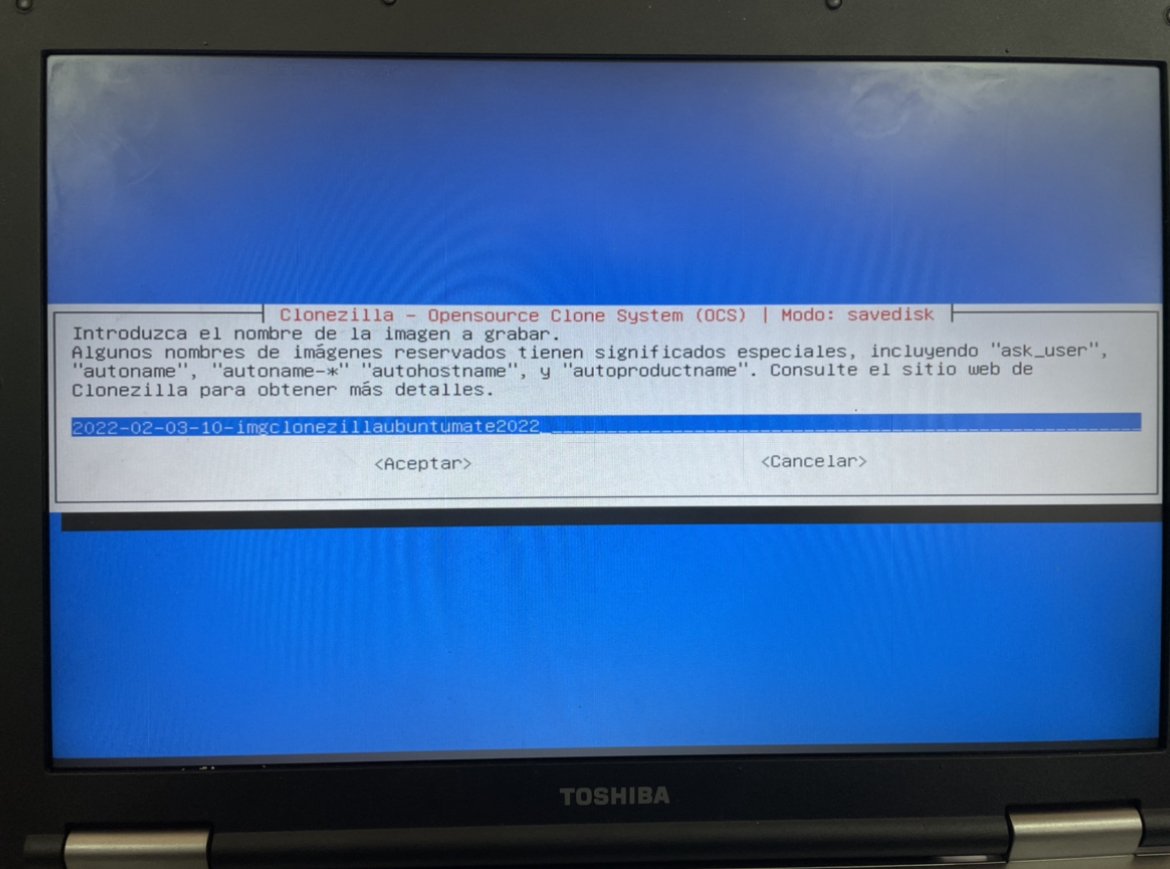 Clonezilla - Opensource Clone System (OCS) | Modo: savedisk
Introduzca el nombre de la imagen a grabar.
Algunos nombres de imágenes reservados tienen significados especiales, incluyendo "ask_user",
"autoname", "autoname-*" "autohostname", y "autoproductname". Consulte el sitio web de
Clonezilla para obtener más detalles.
2022-02-03-10-imgclonezillaubuntumate2022
<Aceptar> <Cancelar>
TOSHIBA